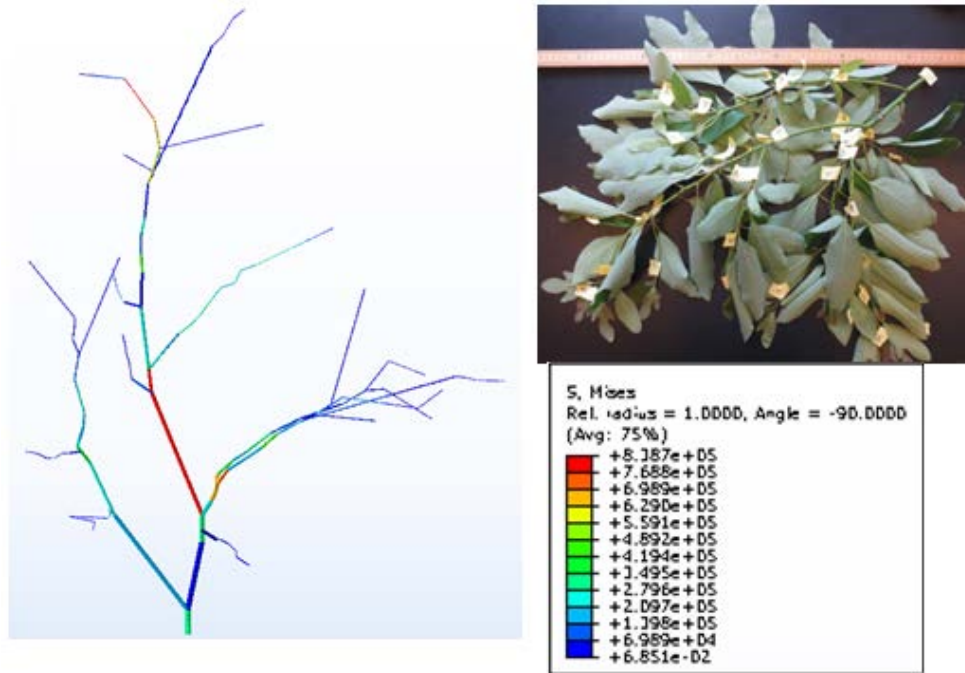 S, Mises
Rel. radius = 1.0000, Angle = -90.0000
(Avg: 75%)
+8.387e+05
+7.688e+05
+6.989e+05
+6.290e+05
+5.591e+05
+4.892e+05
+4.194e+05
+3.495e+05
+2.796e+05
+2.097e+05
+1.398e+05
+6.989e+04
+6.851e-02